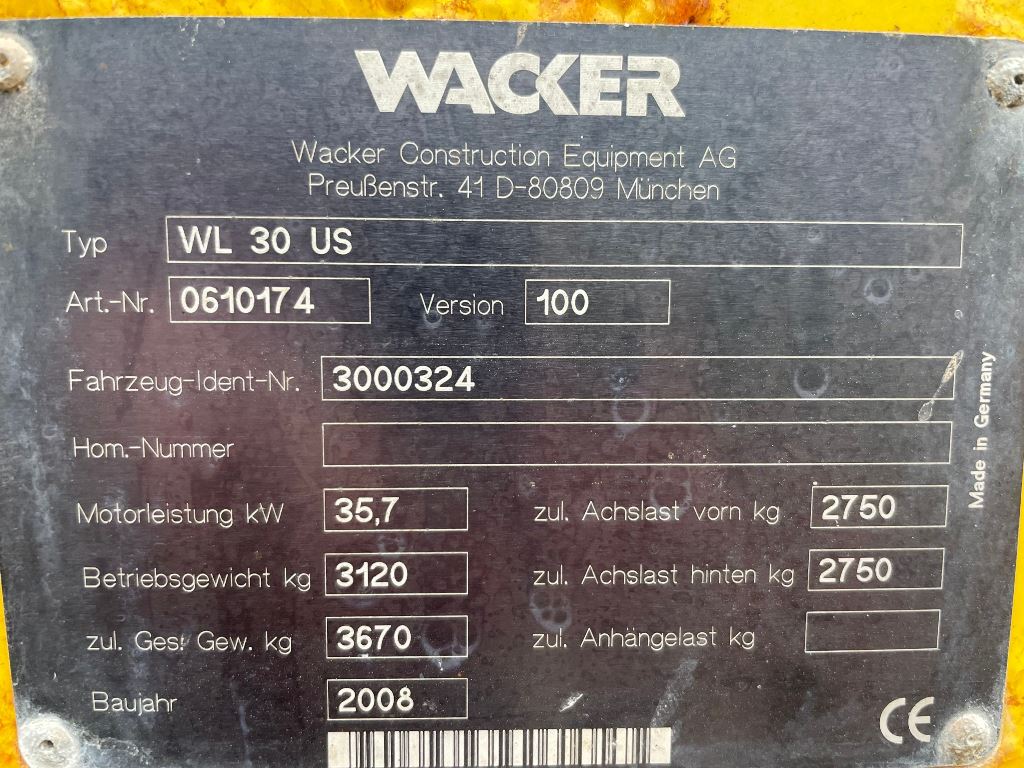 WACKER
Wacker Construction Equipment AG
Preußenstr. 41 D-80809 München
Typ WL 30 US
Art.-Nr. 0610174 Version 100
Fahrzeug-Ident-Nr. 3000324
Hom.-Nummer
Motorleistung kW 35,7 zul. Achslast vorn kg 2750
Betriebsgewicht kg 3120 zul. Achslast hinten kg 2750
zul. Ges. Gew. kg 3670 zul. Anhängelast kg
Baujahr 2008
CE
Made in Germany